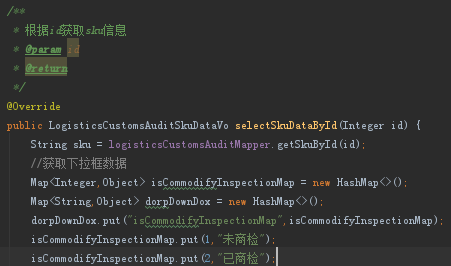 /**
 * 根据id获取sku信息
 * @param id
 * @return
 */
@Override
public LogisticsCustomsAuditSkuDataVo selectSkuDataById(Integer id) {
    String sku = logisticsCustomsAuditMapper.getSkuById(id);
    //获取下拉框数据
    Map<Integer,Object> isCommodifyInspectionMap = new HashMap<>();
    Map<String,Object> dorpDownDox = new HashMap<>();
    dorpDownDox.put("isCommodifyInspectionMap",isCommodifyInspectionMap);
    isCommodifyInspectionMap.put(1,"未商检");
    isCommodifyInspectionMap.put(2,"已商检");